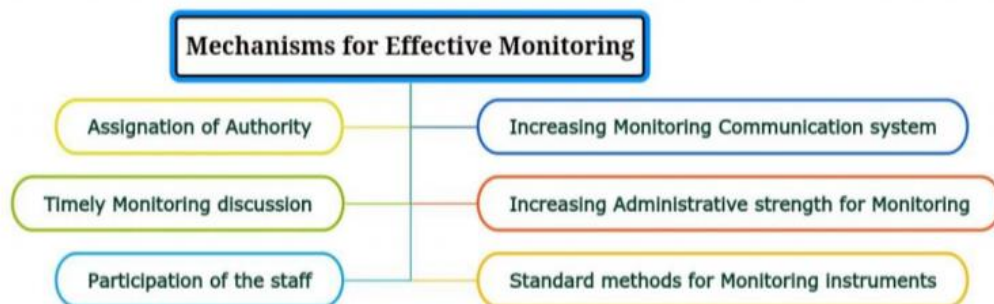 Mechanisms for Effective Monitoring
Assignation of Authority
Increasing Monitoring Communication system
Timely Monitoring discussion
Increasing Administrative strength for Monitoring
Participation of the staff
Standard methods for Monitoring instruments